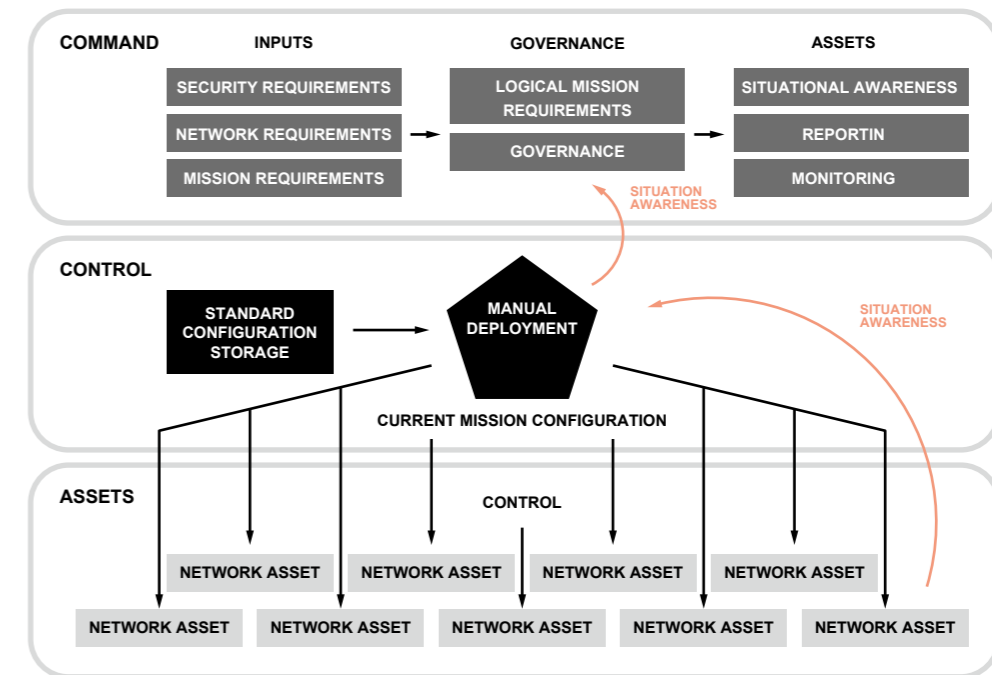 COMMAND
INPUTS
GOVERNANCE
ASSETS
SECURITY REQUIREMENTS
NETWORK REQUIREMENTS
MISSION REQUIREMENTS
LOGICAL MISSION
REQUIREMENTS
GOVERNANCE
SITUATIONAL AWARENESS
REPORTIN
MONITORING
SITUATION
AWARENESS
CONTROL
STANDARD
CONFIGURATION
STORAGE
MANUAL
DEPLOYMENT
SITUATION
AWARENESS
CURRENT MISSION CONFIGURATION
ASSETS
CONTROL
NETWORK ASSET
NETWORK ASSET
NETWORK ASSET
NETWORK ASSET
NETWORK ASSET
NETWORK ASSET
NETWORK ASSET
NETWORK ASSET
NETWORK ASSET